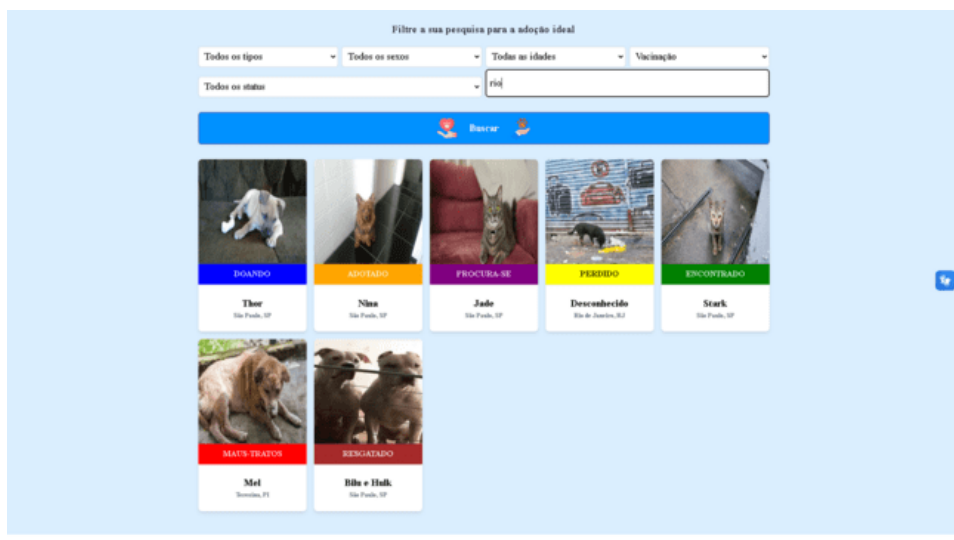 Filtre a sua pesquisa para a adoção ideal
Todos os tipos Todos os sexos Todas as idades Vacinação
Todos os status rio
Buscar
DOANDO ADOTADO PROCURA-SE PERDIDO ENCONTRADO
Thor Nina Jade Desconhecido Stark
São Paulo, SP São Paulo, SP São Paulo, SP Rio de Janeiro, RJ São Paulo, SP
MAUS-TRATOS RESGATADO
Mel Bilu e Hulk
Teresina, PI São Paulo, SP